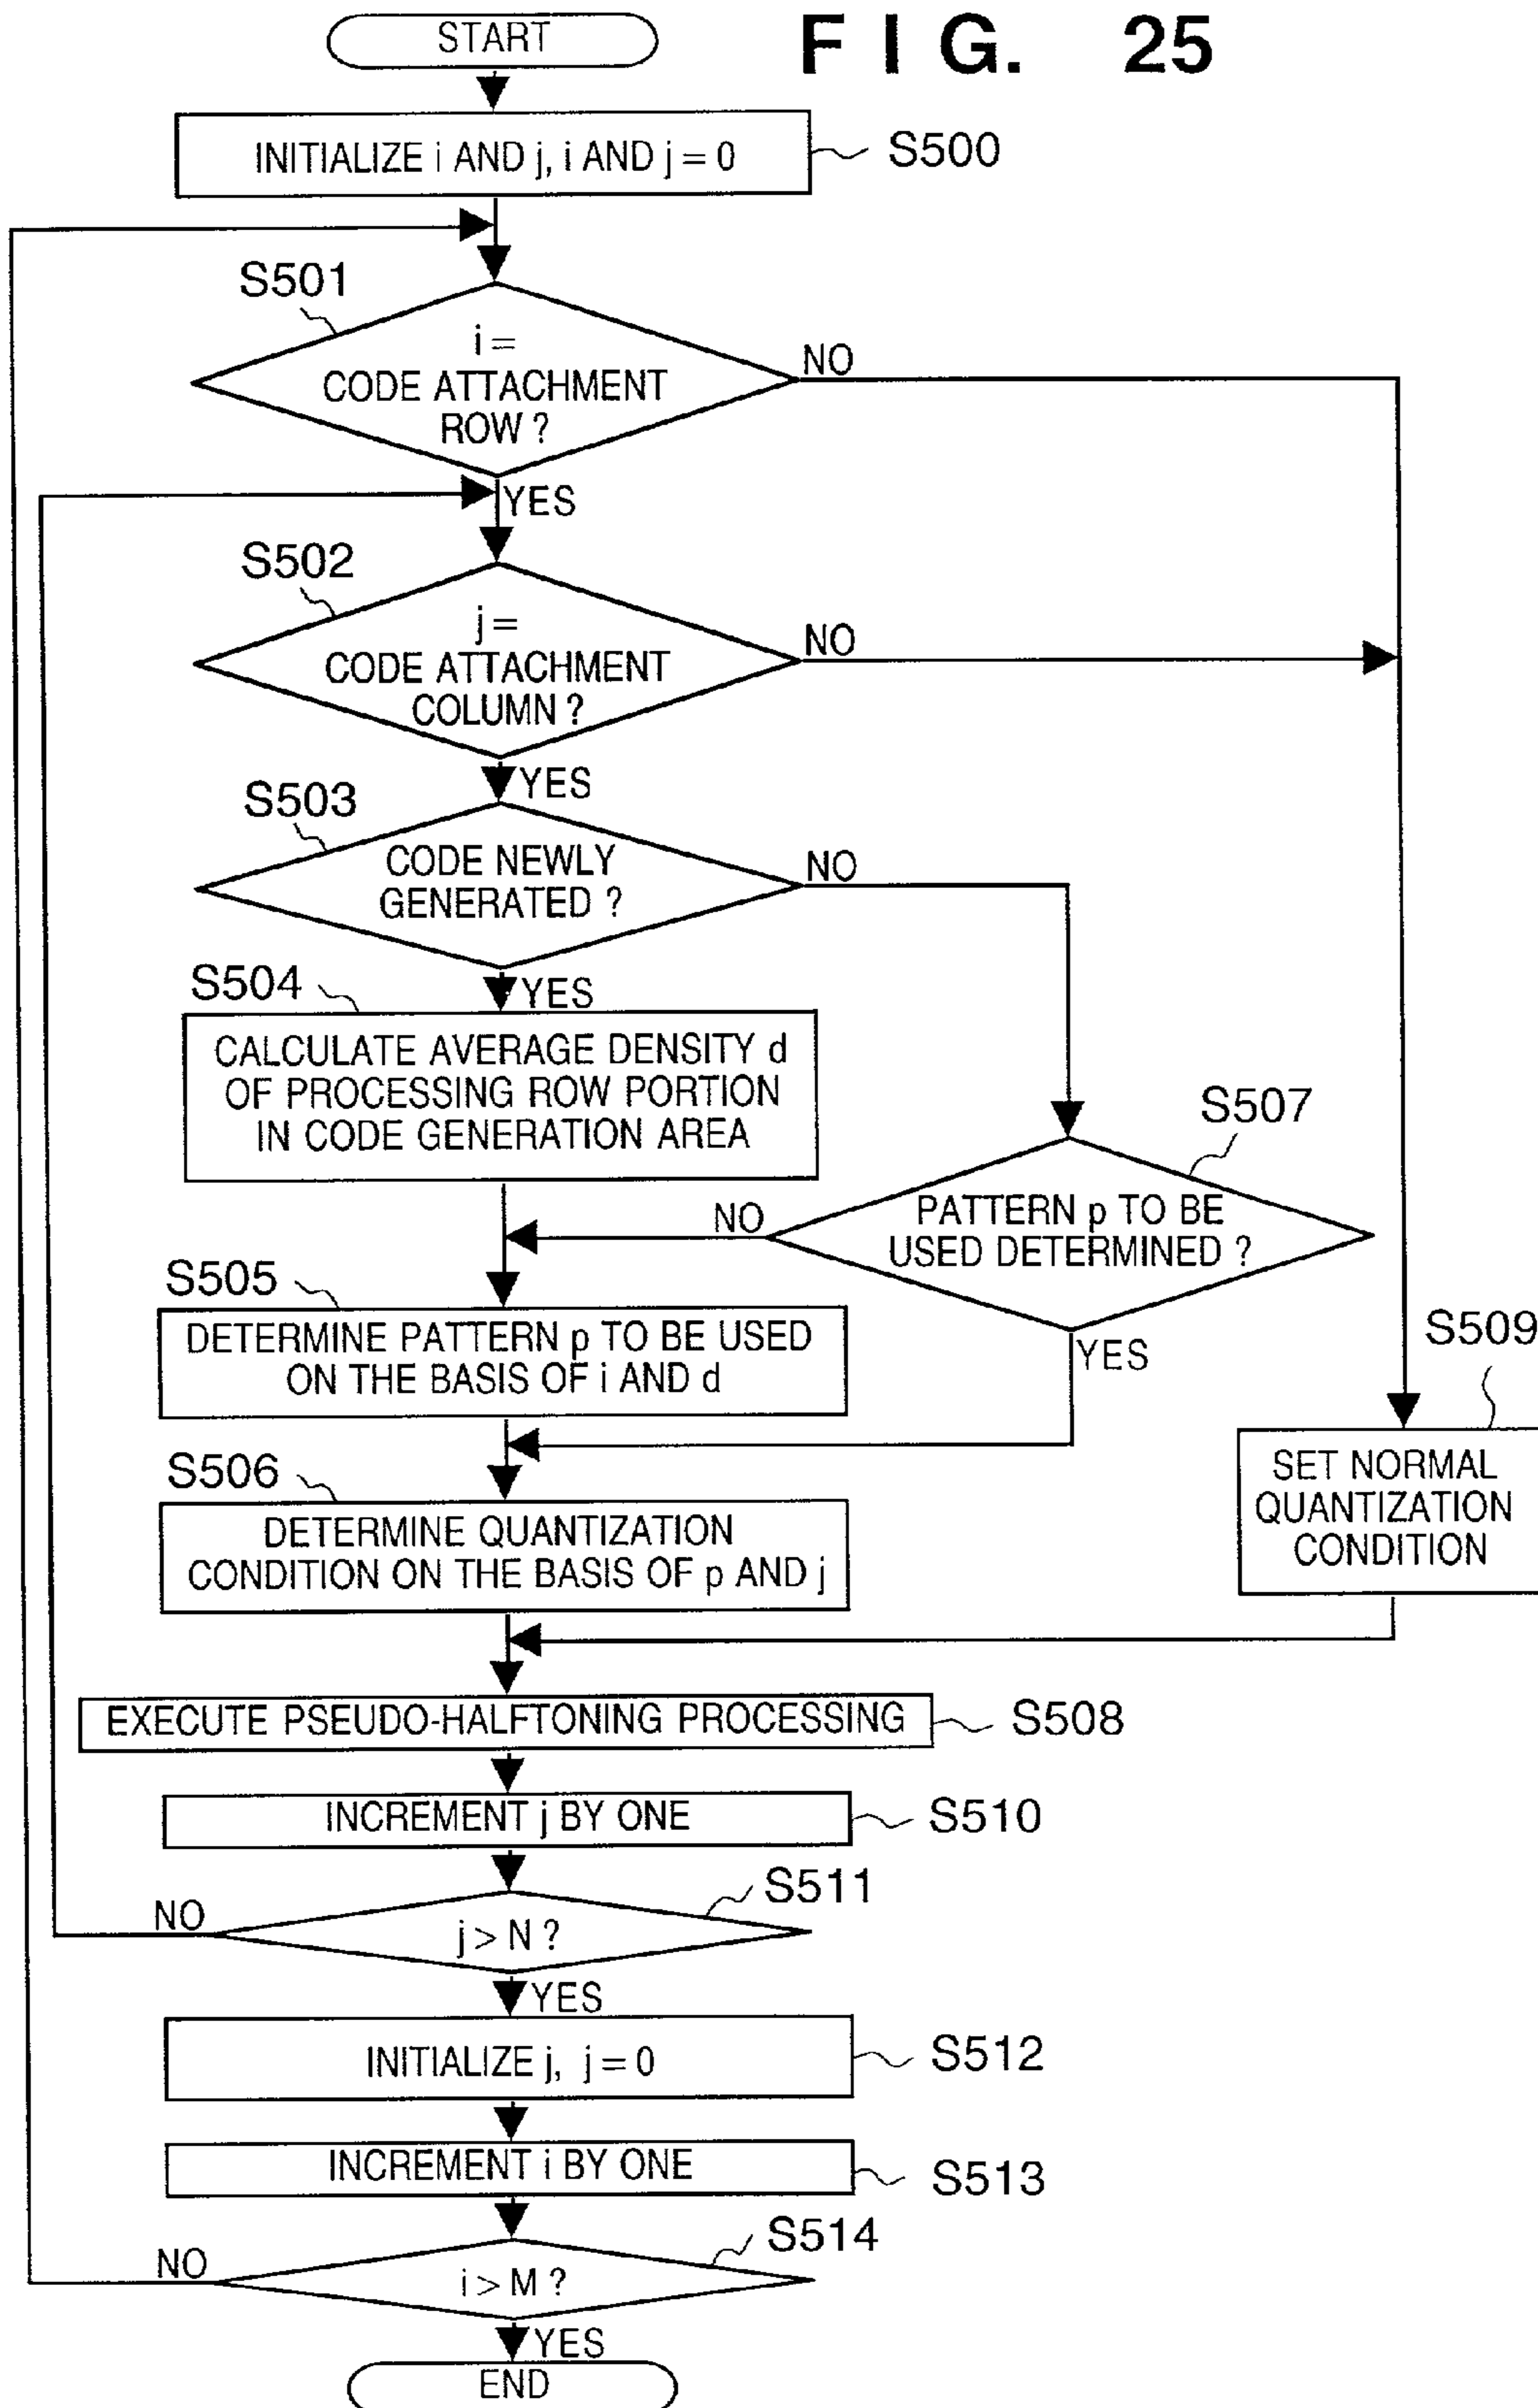 FIG. 25
START
INITIALIZE i AND j, i AND j = 0
S500
S501
i =
CODE ATTACHMENT
ROW ?
NO
YES
S502
j =
CODE ATTACHMENT
COLUMN ?
NO
YES
S503
CODE NEWLY
GENERATED ?
NO
YES
S504
CALCULATE AVERAGE DENSITY d
OF PROCESSING ROW PORTION
IN CODE GENERATION AREA
S507
PATTERN p TO BE
USED DETERMINED ?
NO
YES
S505
DETERMINE PATTERN p TO BE USED
ON THE BASIS OF i AND d
S509
SET NORMAL
QUANTIZATION
CONDITION
S506
DETERMINE QUANTIZATION
CONDITION ON THE BASIS OF p AND j
EXECUTE PSEUDO-HALFTONING PROCESSING
S508
INCREMENT j BY ONE
S510
S511
NO
j > N ?
YES
INITIALIZE j, j = 0
S512
INCREMENT i BY ONE
S513
S514
NO
i > M ?
YES
END